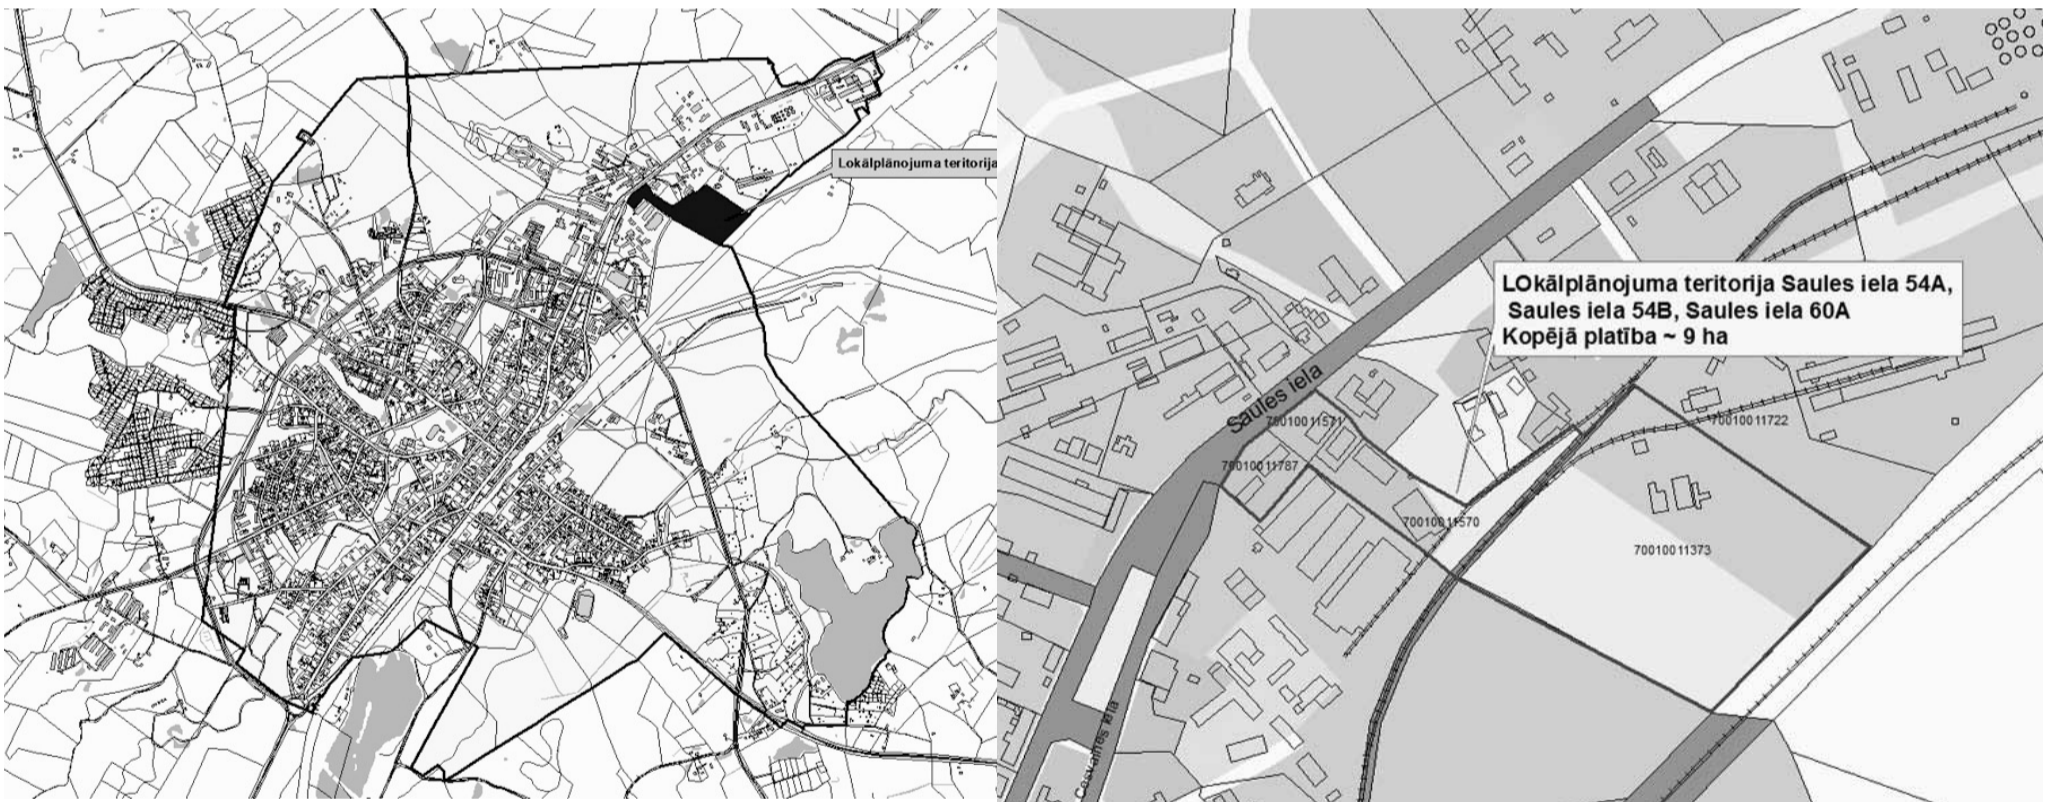 Lokālplānojuma teritorija
LOkālplānojuma teritorija Saules iela 54A,
Saules iela 54B, Saules iela 60A
Kopējā platība ~ 9 ha
Saules iela
70010011571
70010011787
70010011722
70010011570
70010011373
Cesvaines iela